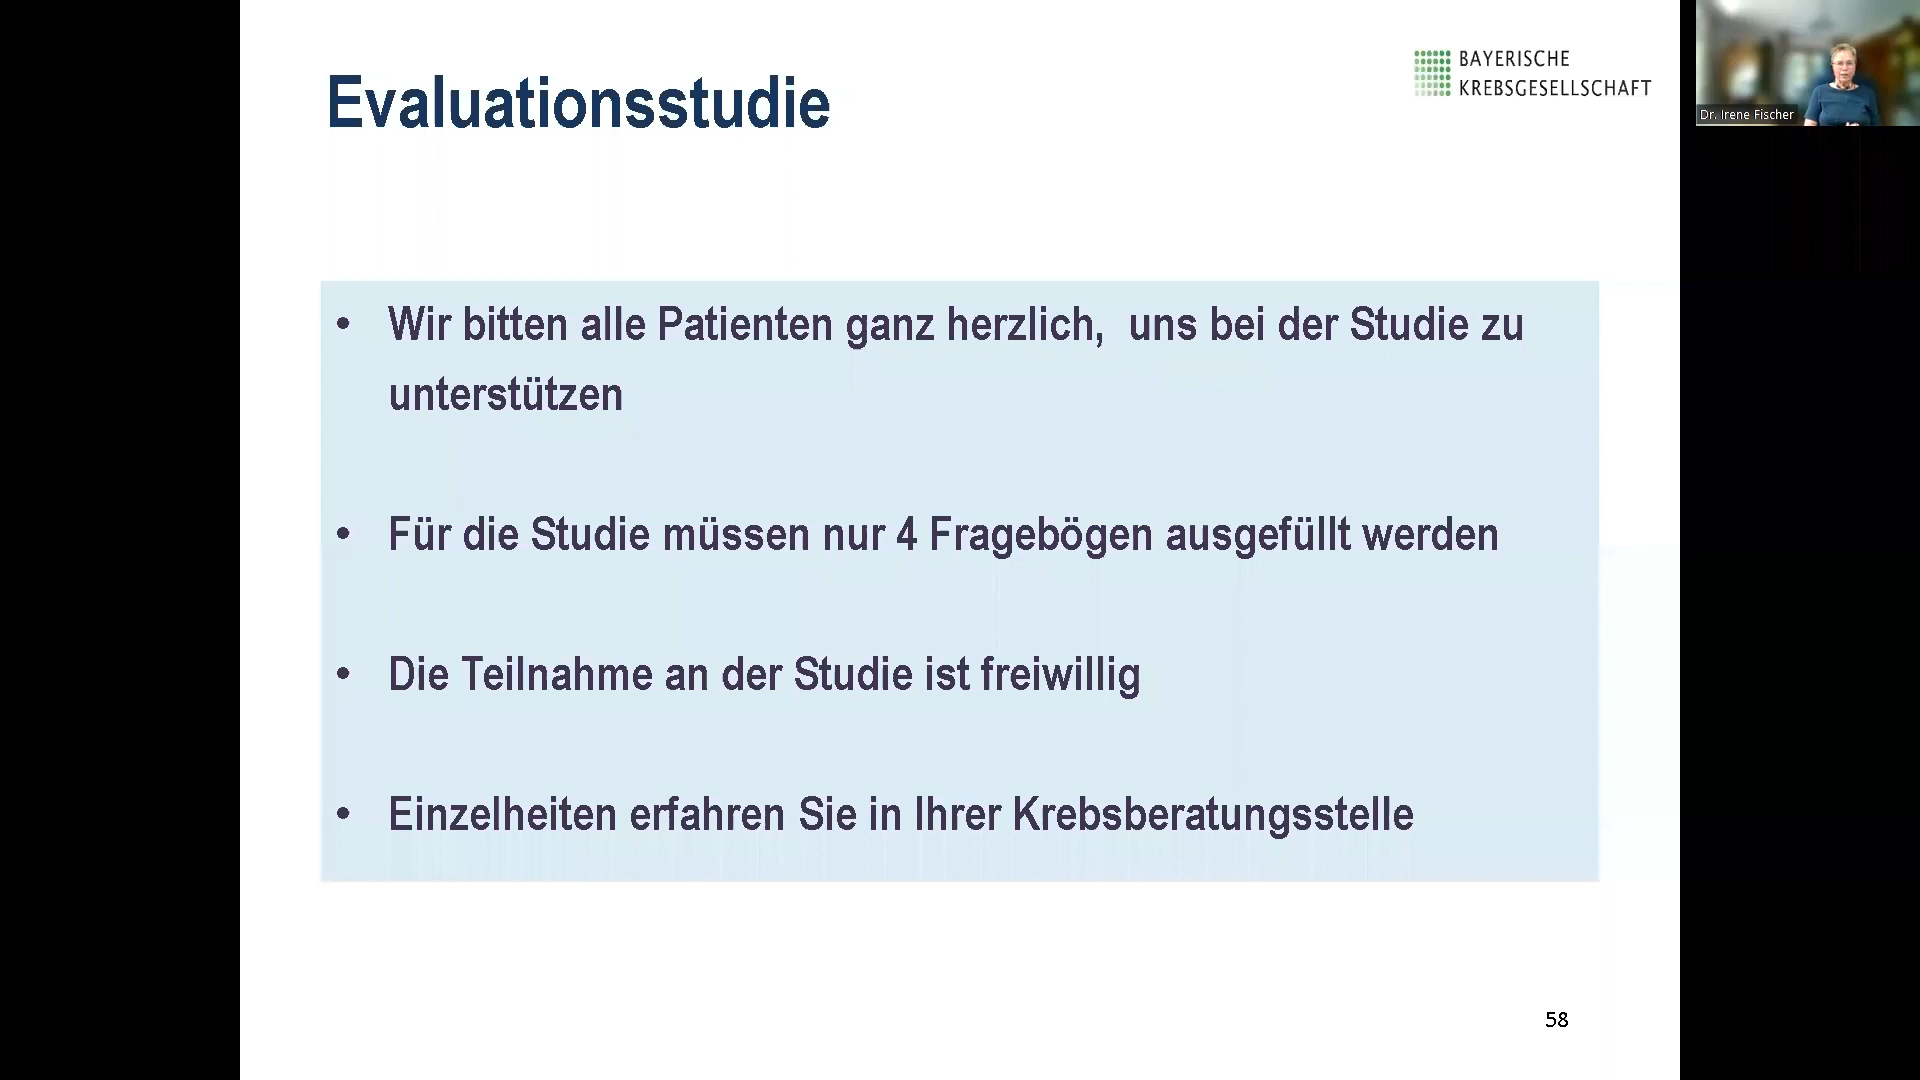 Evaluationsstudie
BAYERISCHE
KREBSGESELLSCHAFT
Dr. Irene Fischer
• Wir bitten alle Patienten ganz herzlich,  uns bei der Studie zu
unterstützen
• Für die Studie müssen nur 4 Fragebögen ausgefüllt werden
• Die Teilnahme an der Studie ist freiwillig
• Einzelheiten erfahren Sie in Ihrer Krebsberatungsstelle
58